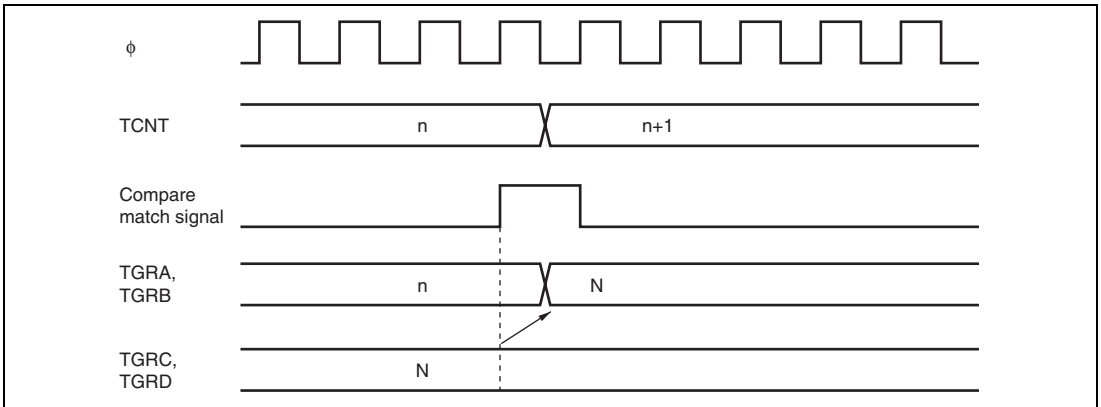 ϕ
TCNT
n
n+1
Compare
match signal
TGRA,
TGRB
n
N
TGRC,
TGRD
N